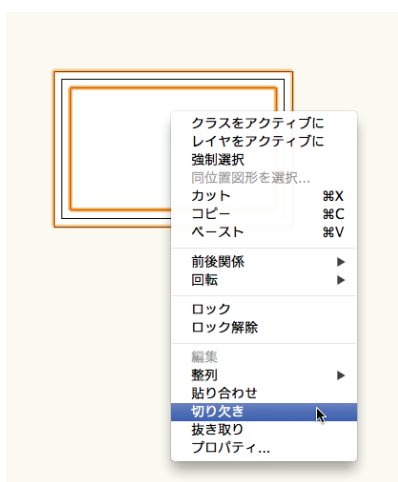 クラスをアクティブに
レイヤをアクティブに
強制選択
同位置図形を選択...
カット ⌘X
コピー ⌘C
ペースト ⌘V
前後関係 ▶
回転 ▶
ロック
ロック解除
編集
整列 ▶
貼り合わせ
切り欠き
抜き取り
プロパティ...